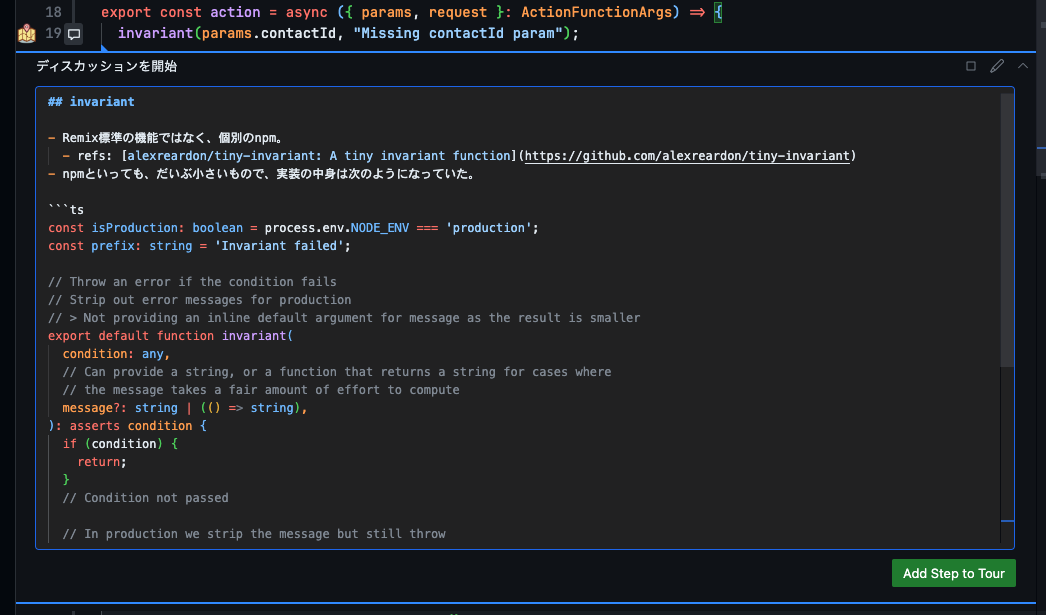 18 export const action = async ({ params, request }: ActionFunctionArgs) ⇒ {
19 invariant(params.contactId, "Missing contactId param");
ディスカッションを開始
## invariant
- Remix標準の機能ではなく、個別のnpm。
- refs: [alexreardon/tiny-invariant: A tiny invariant function](https://github.com/alexreardon/tiny-invariant)
- npmといっても、だいぶ小さいもので、実装の中身は次のようになっていた。
```ts
const isProduction: boolean = process.env.NODE_ENV === 'production';
const prefix: string = 'Invariant failed';
// Throw an error if the condition fails
// Strip out error messages for production
// > Not providing an inline default argument for message as the result is smaller
export default function invariant(
condition: any,
// Can provide a string, or a function that returns a string for cases where
// the message takes a fair amount of effort to compute
message?: string | (() => string),
): asserts condition {
if (condition) {
return;
}
// Condition not passed
// In production we strip the message but still throw
Add Step to Tour